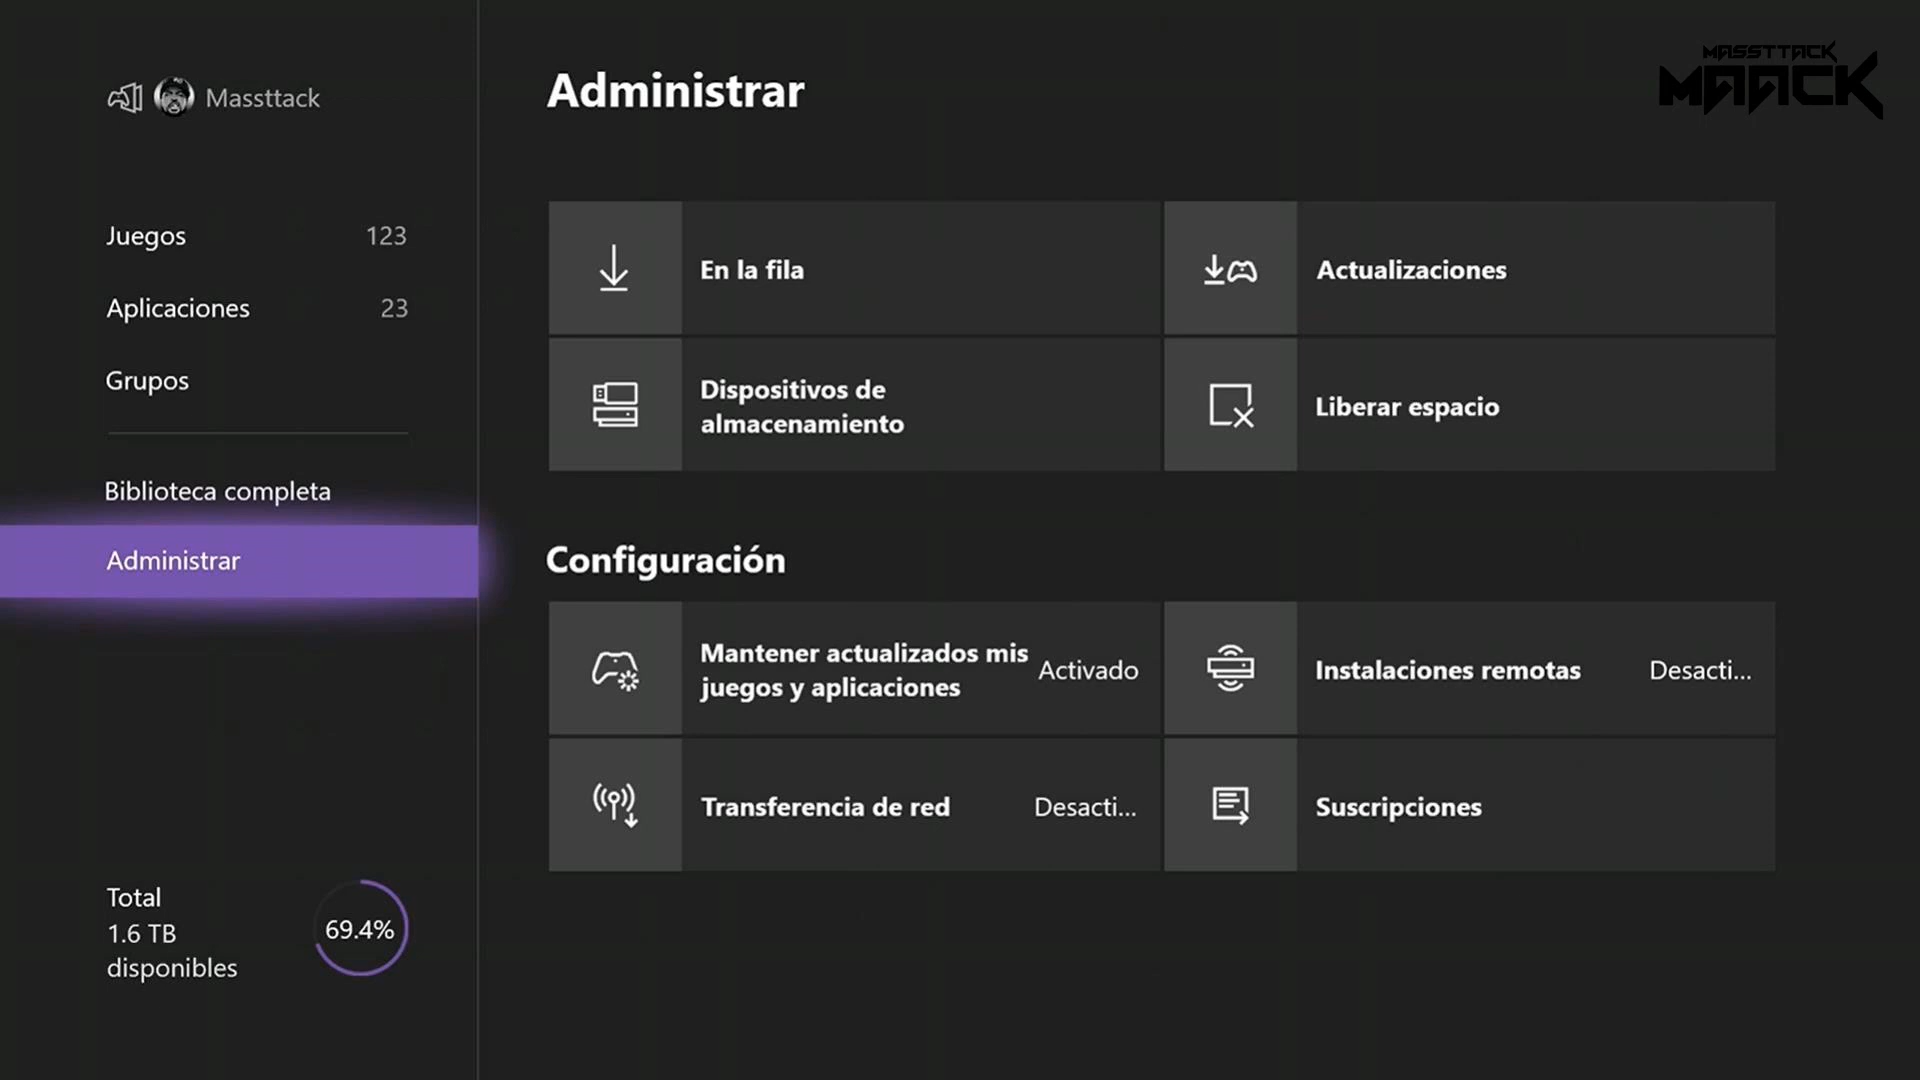 Massttack
Administrar
MASSTTACK
MAACK
Juegos 123
Aplicaciones 23
Grupos
Biblioteca completa
Administrar
Total
1.6 TB
disponibles
69.4%
En la fila
Actualizaciones
Dispositivos de
almacenamiento
Liberar espacio
Configuración
Mantener actualizados mis
juegos y aplicaciones
Activado
Instalaciones remotas Desacti...
Transferencia de red Desacti...
Suscripciones